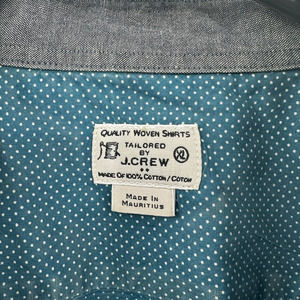 QUALITY WOVEN SHIRTS
TAILORED
BY
J.CREW
XL
MADE OF 100% COTTON / COTON
MADE IN
MAURITIUS